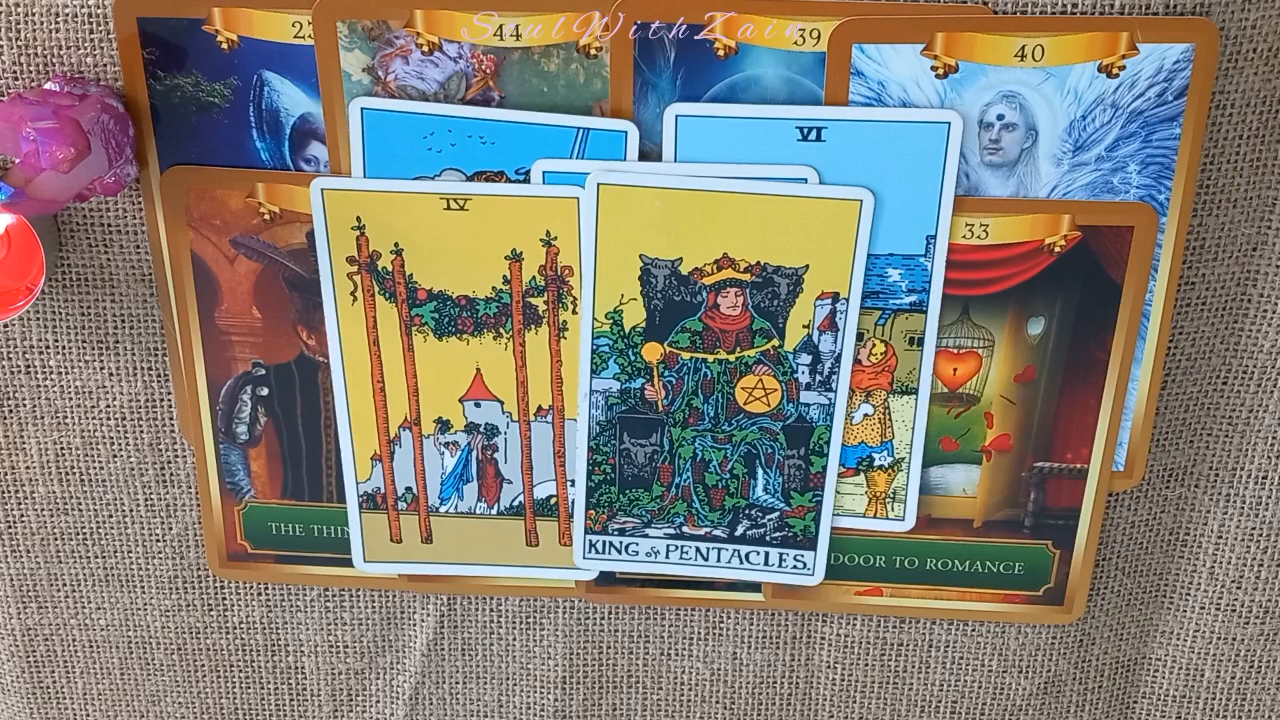 SoulWithZain
23
44
39
40
VI
IV
33
THE THIN
KING of PENTACLES.
DOOR TO ROMANCE